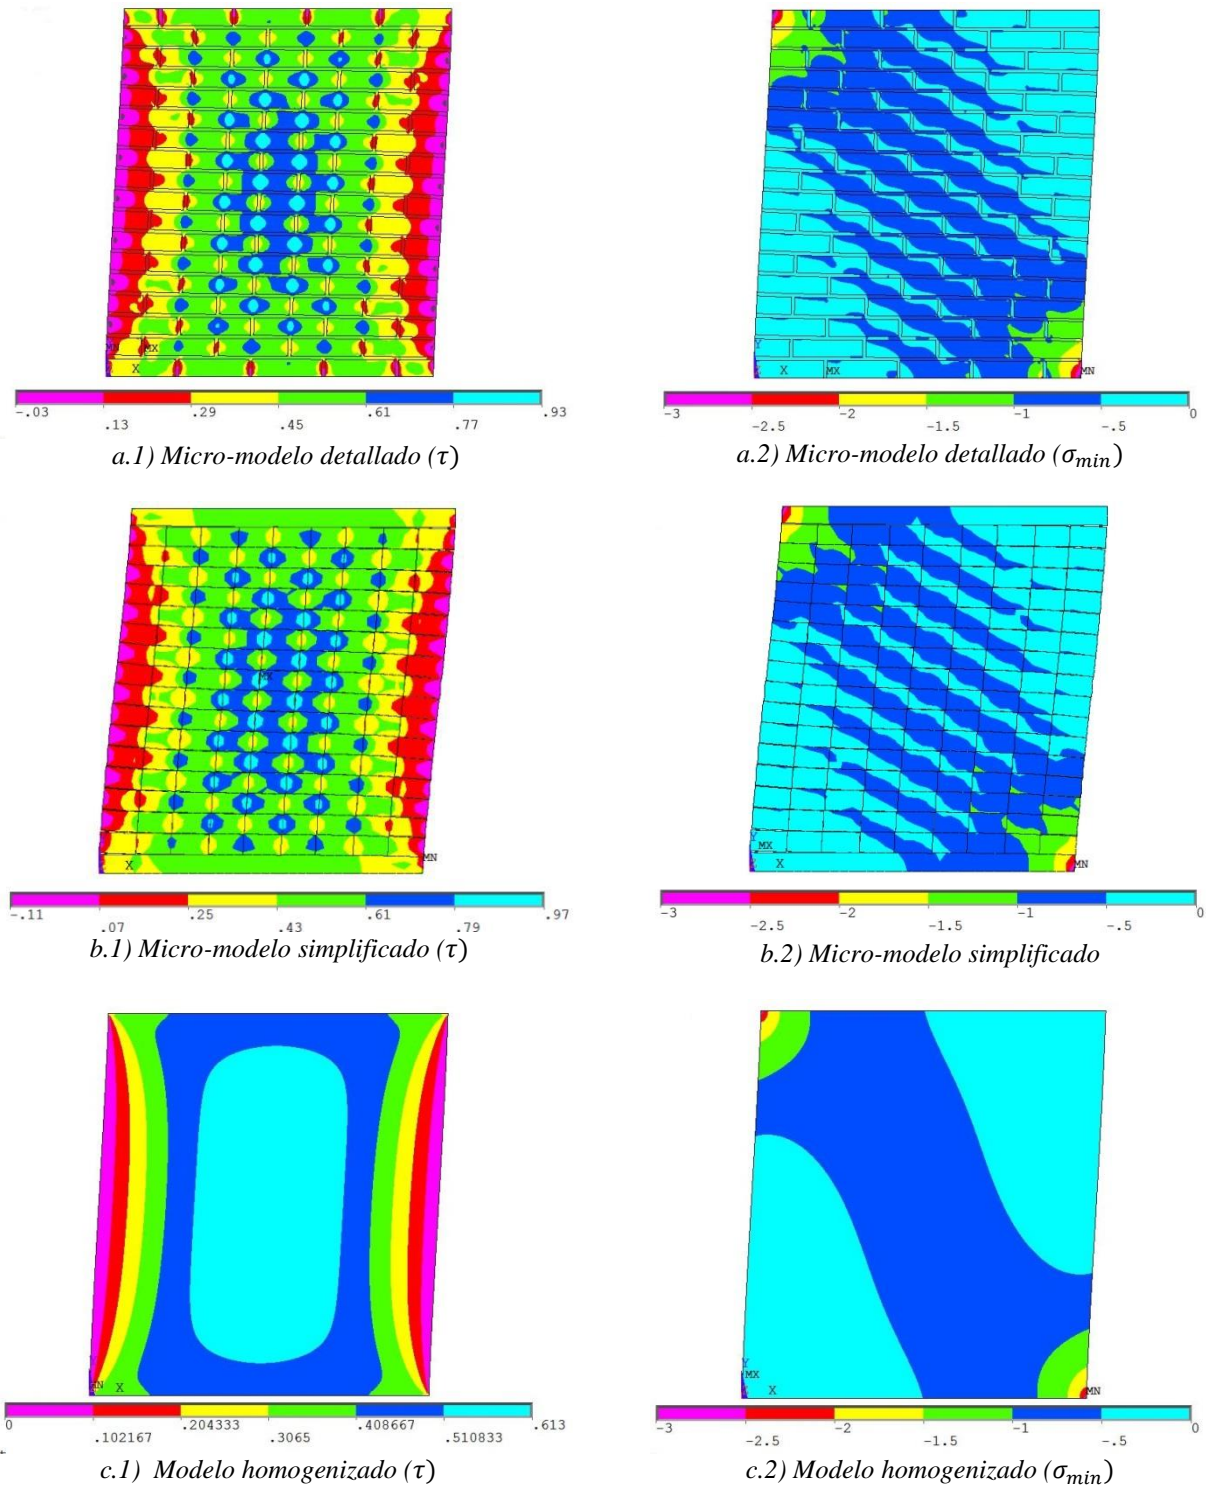 MN
MX
X
-.03
.13
.29
.45
.61
.77
.93
a.1) Micro-modelo detallado (τ)
Y
X
MX
MN
-3
-2.5
-2
-1.5
-1
-.5
0
a.2) Micro-modelo detallado (σmin)
MX
X
MN
-.11
.07
.25
.43
.61
.79
.97
b.1) Micro-modelo simplificado (τ)
Y
MX
X
MN
-3
-2.5
-2
-1.5
-1
-.5
0
b.2) Micro-modelo simplificado
Y
MN
X
0
.102167
.204333
.3065
.408667
.510833
.613
c.1) Modelo homogenizado (τ)
Y
MX
X
MN
-3
-2.5
-2
-1.5
-1
-.5
0
c.2) Modelo homogenizado (σmin)